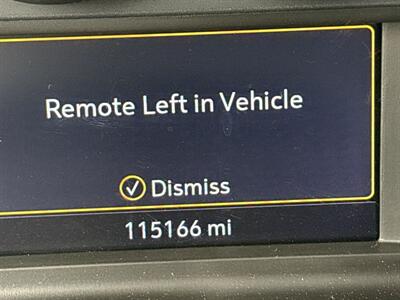 Remote Left in Vehicle
Dismiss
115166 mi